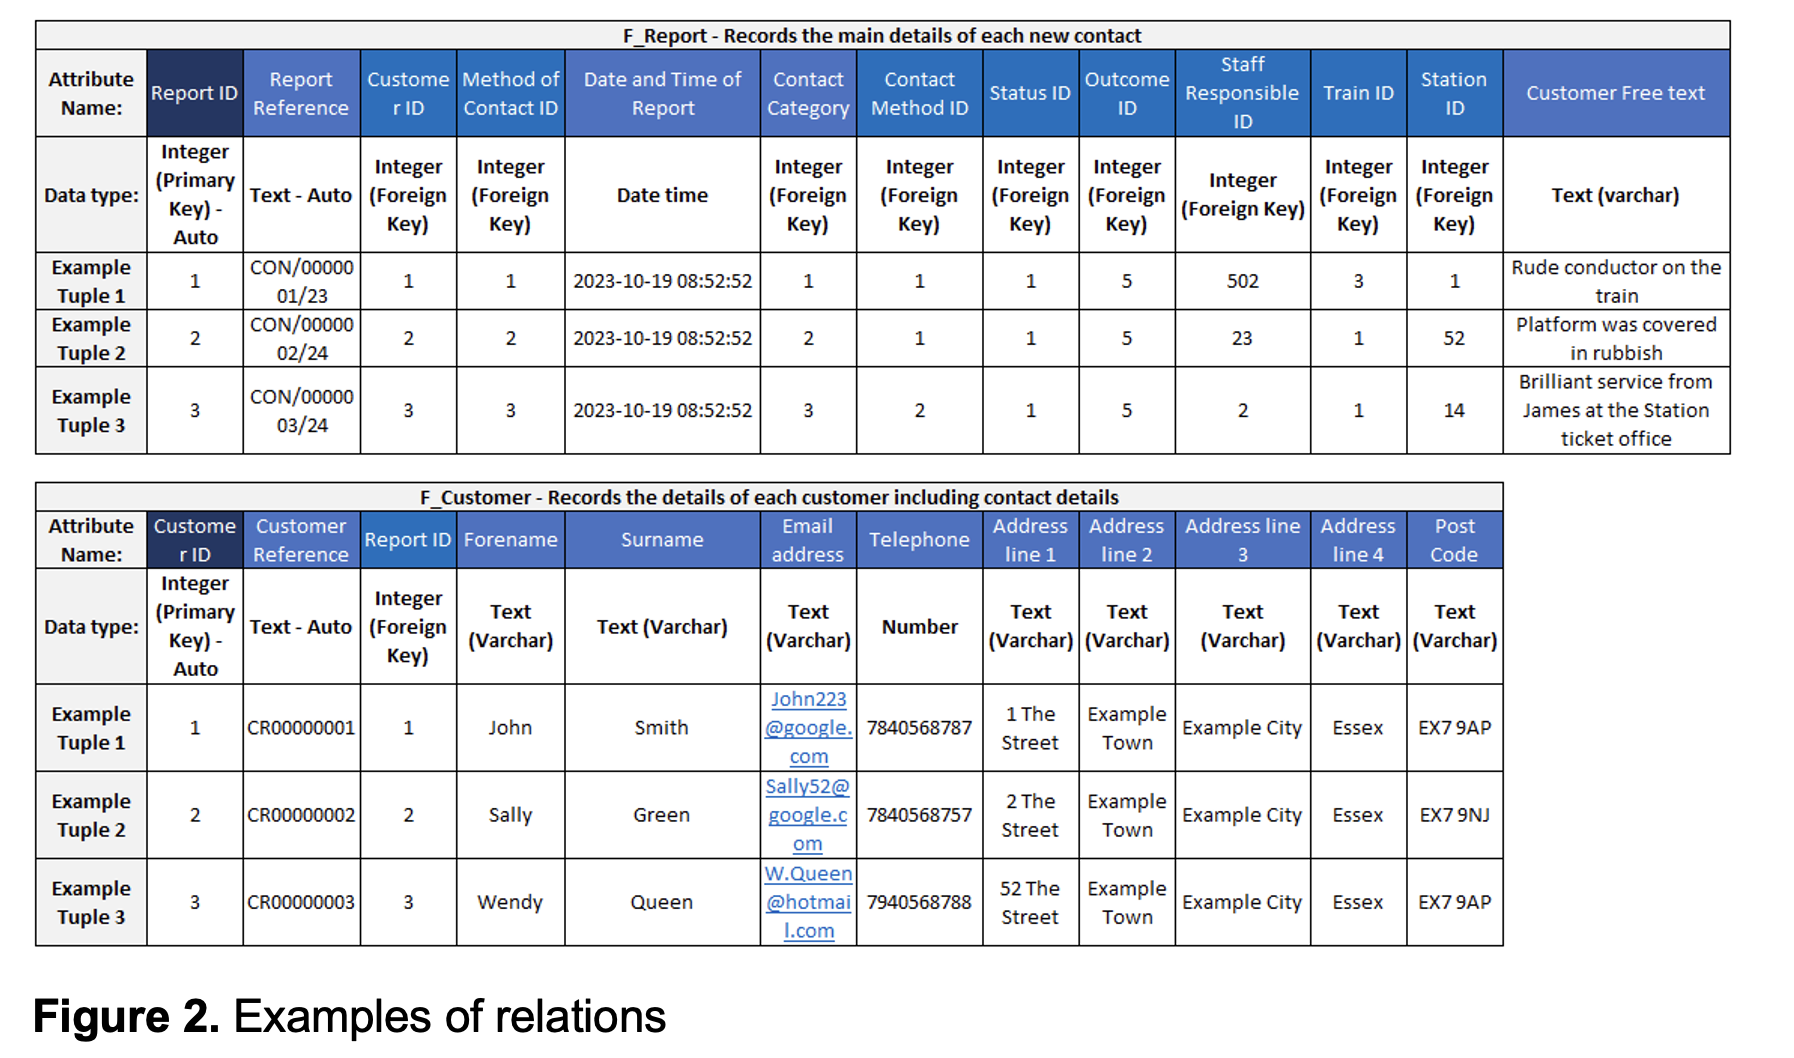 F_Report - Records the main details of each new contact
Attribute Name: Report ID Report Reference Customer ID Method of Contact ID Date and Time of Report Contact Category Contact Method ID Status ID Outcome ID Staff Responsible ID Train ID Station ID Customer Free text
Data type: Integer (Primary Key) - Auto Text - Auto Integer (Foreign Key) Integer (Foreign Key) Date time Integer (Foreign Key) Integer (Foreign Key) Integer (Foreign Key) Integer (Foreign Key) Integer (Foreign Key) Integer (Foreign Key) Integer (Foreign Key) Text (varchar)
Example Tuple 1 1 CON/0000001/23 1 1 2023-10-19 08:52:52 1 1 1 5 502 3 1 Rude conductor on the train
Example Tuple 2 2 CON/0000002/24 2 2 2023-10-19 08:52:52 2 1 1 5 23 1 52 Platform was covered in rubbish
Example Tuple 3 3 CON/0000003/24 3 3 2023-10-19 08:52:52 3 2 1 5 2 1 14 Brilliant service from James at the Station ticket office
F_Customer - Records the details of each customer including contact details
Attribute Name: Customer ID Customer Reference Report ID Forename Surname Email address Telephone Address line 1 Address line 2 Address line 3 Address line 4 Post Code
Data type: Integer (Primary Key) - Auto Text - Auto Integer (Foreign Key) Text (Varchar) Text (Varchar) Text (Varchar) Number Text (Varchar) Text (Varchar) Text (Varchar) Text (Varchar) Text (Varchar)
Example Tuple 1 1 CR00000001 1 John Smith John223@google.com 7840568787 1 The Street Example Town Example City Essex EX7 9AP
Example Tuple 2 2 CR00000002 2 Sally Green Sally52@google.com 7840568757 2 The Street Example Town Example City Essex EX7 9NJ
Example Tuple 3 3 CR00000003 3 Wendy Queen W.Queen@hotmail.com 7940568788 52 The Street Example Town Example City Essex EX7 9AP
Figure 2. Examples of relations